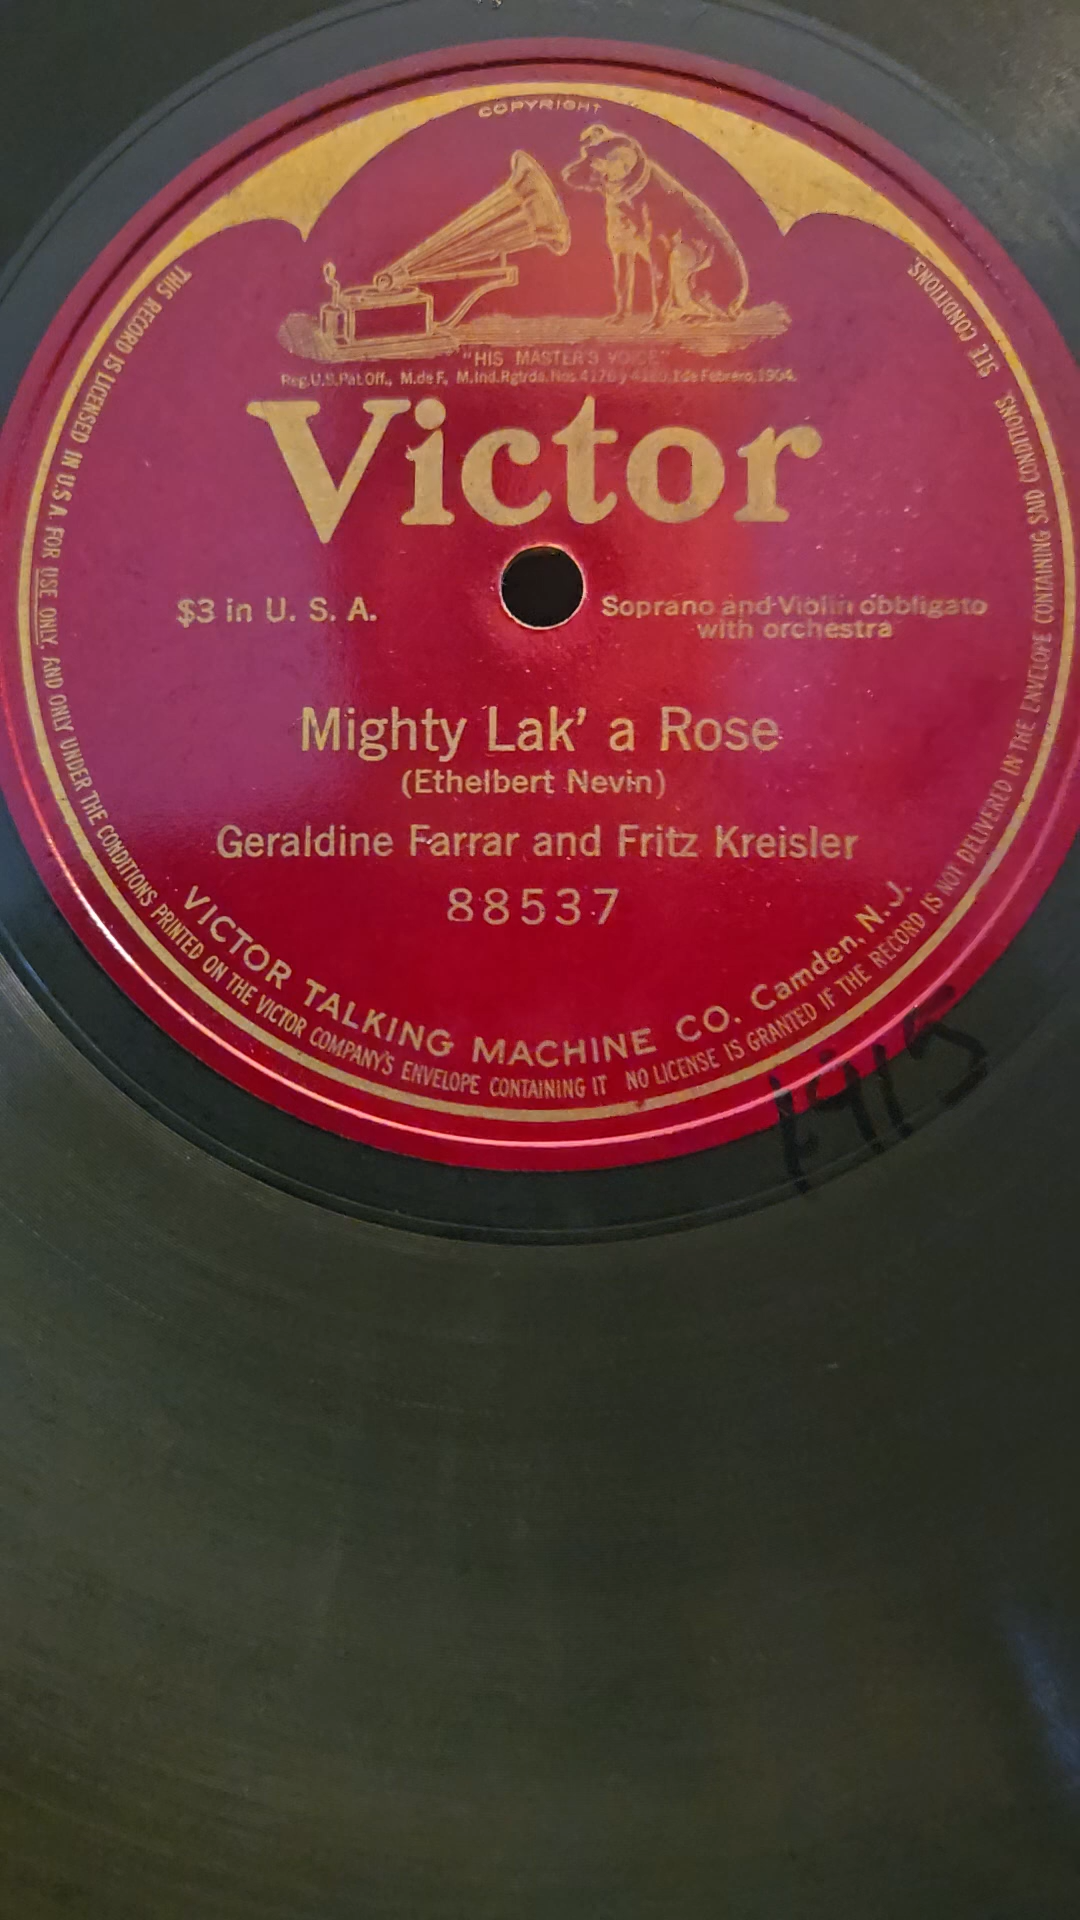 COPYRIGHT
"HIS MASTER'S VOICE"
Reg.U.S.Pat.Off., M.de F. M.Ind.Rgtrda.Nos.4176 y 4180, 1 de Febrero, 1904.
Victor
$3 in U. S. A.
Soprano and Violin obbligato
with orchestra
Mighty Lak' a Rose
(Ethelbert Nevin)
Geraldine Farrar and Fritz Kreisler
88537
VICTOR TALKING MACHINE CO. Camden, N. J.
THIS RECORD IS LICENSED IN U.S.A. FOR USE ONLY, AND ONLY UNDER THE CONDITIONS PRINTED ON THE VICTOR COMPANY'S ENVELOPE CONTAINING IT NO LICENSE IS GRANTED IF THE RECORD IS NOT DELIVERED IN THE ENVELOPE CONTAINING SAID CONDITIONS. SEE CONDITIONS.